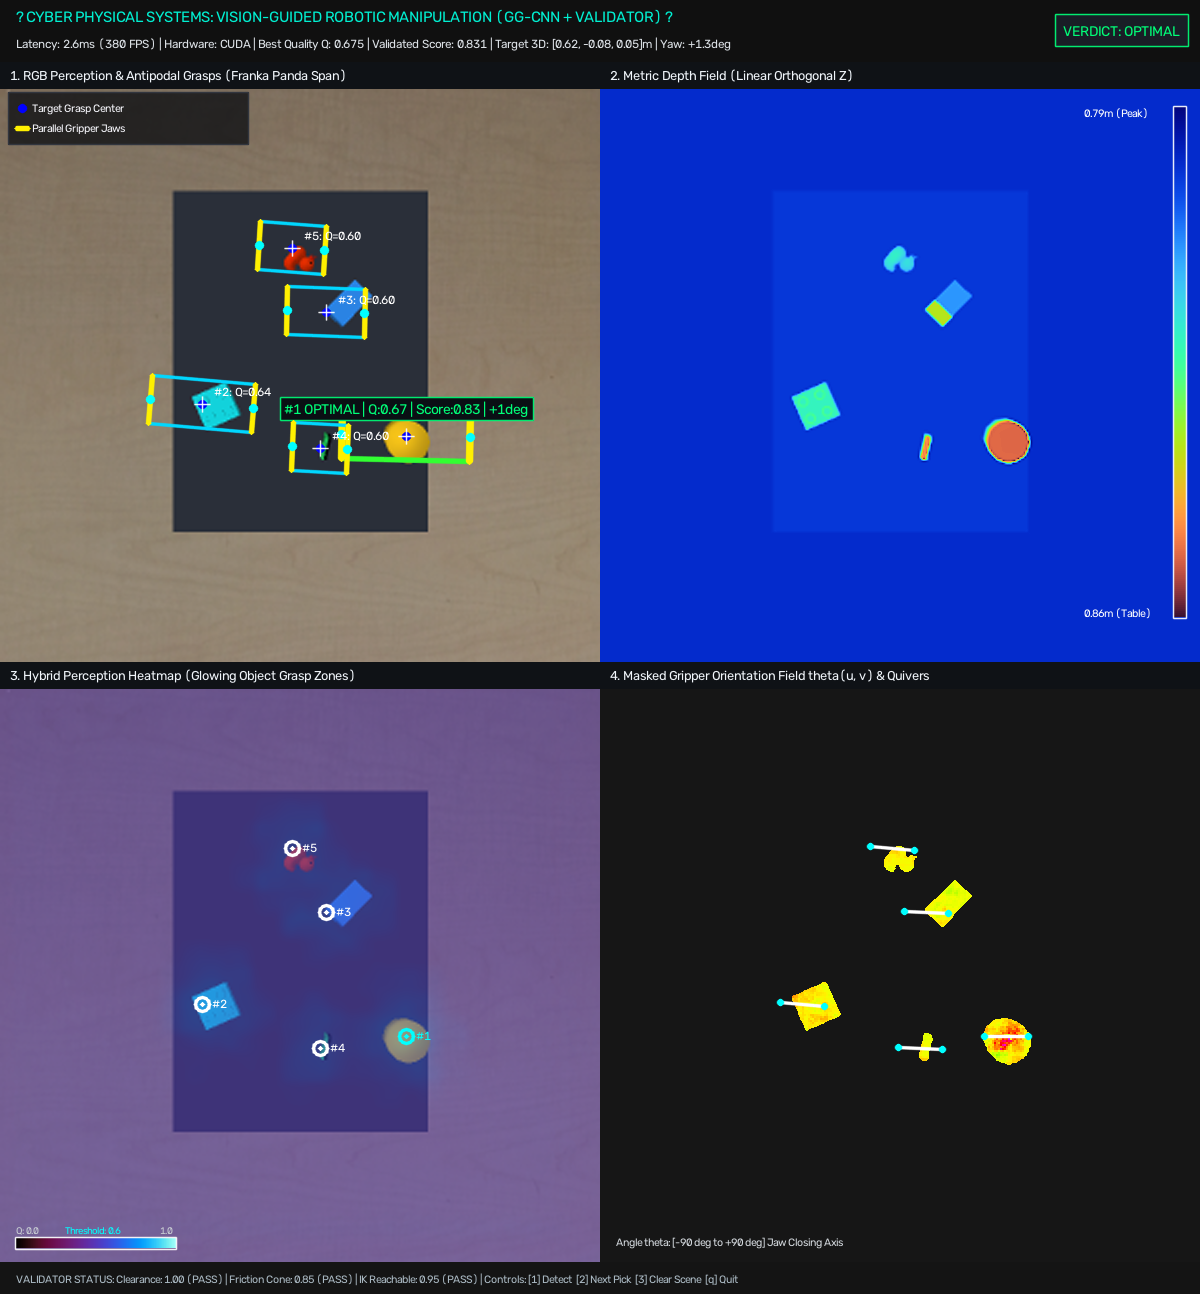 ? CYBER PHYSICAL SYSTEMS: VISION-GUIDED ROBOTIC MANIPULATION (GG-CNN + VALIDATOR) ?
VERDICT: OPTIMAL
Latency: 2.6ms (380 FPS) | Hardware: CUDA | Best Quality Q: 0.675 | Validated Score: 0.831 | Target 3D: [0.62, -0.08, 0.05]m | Yaw: +1.3deg
1. RGB Perception & Antipodal Grasps (Franka Panda Span)
Target Grasp Center
Parallel Gripper Jaws
#5: Q=0.60
#3: Q=0.60
#2: Q=0.64
#1 OPTIMAL | Q:0.67 | Score:0.83 | +1deg
#4: Q=0.60
2. Metric Depth Field (Linear Orthogonal Z)
0.79m (Peak)
0.86m (Table)
3. Hybrid Perception Heatmap (Glowing Object Grasp Zones)
#5
#3
#2
#1
#4
Q: 0.0 Threshold: 0.6 1.0
4. Masked Gripper Orientation Field theta(u, v) & Quivers
Angle theta: [-90 deg to +90 deg] Jaw Closing Axis
VALIDATOR STATUS: Clearance: 1.00 (PASS) | Friction Cone: 0.85 (PASS) | IK Reachable: 0.95 (PASS) | Controls: [1] Detect [2] Next Pick [3] Clear Scene [q] Quit